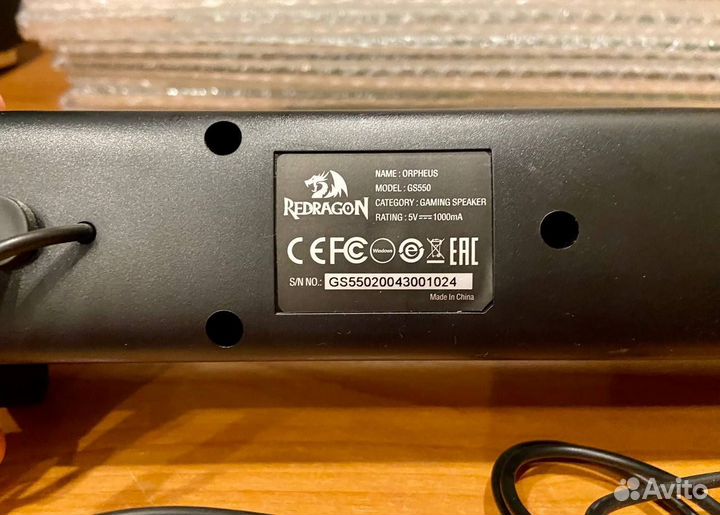 REDRAGON
NAME : ORPHEUS
MODEL : GS550
CATEGORY : GAMING SPEAKER
RATING : 5V⎓1000mA
CE FC Windows e EAC
S/N NO.: GS55020043001024
Made In China
Avito